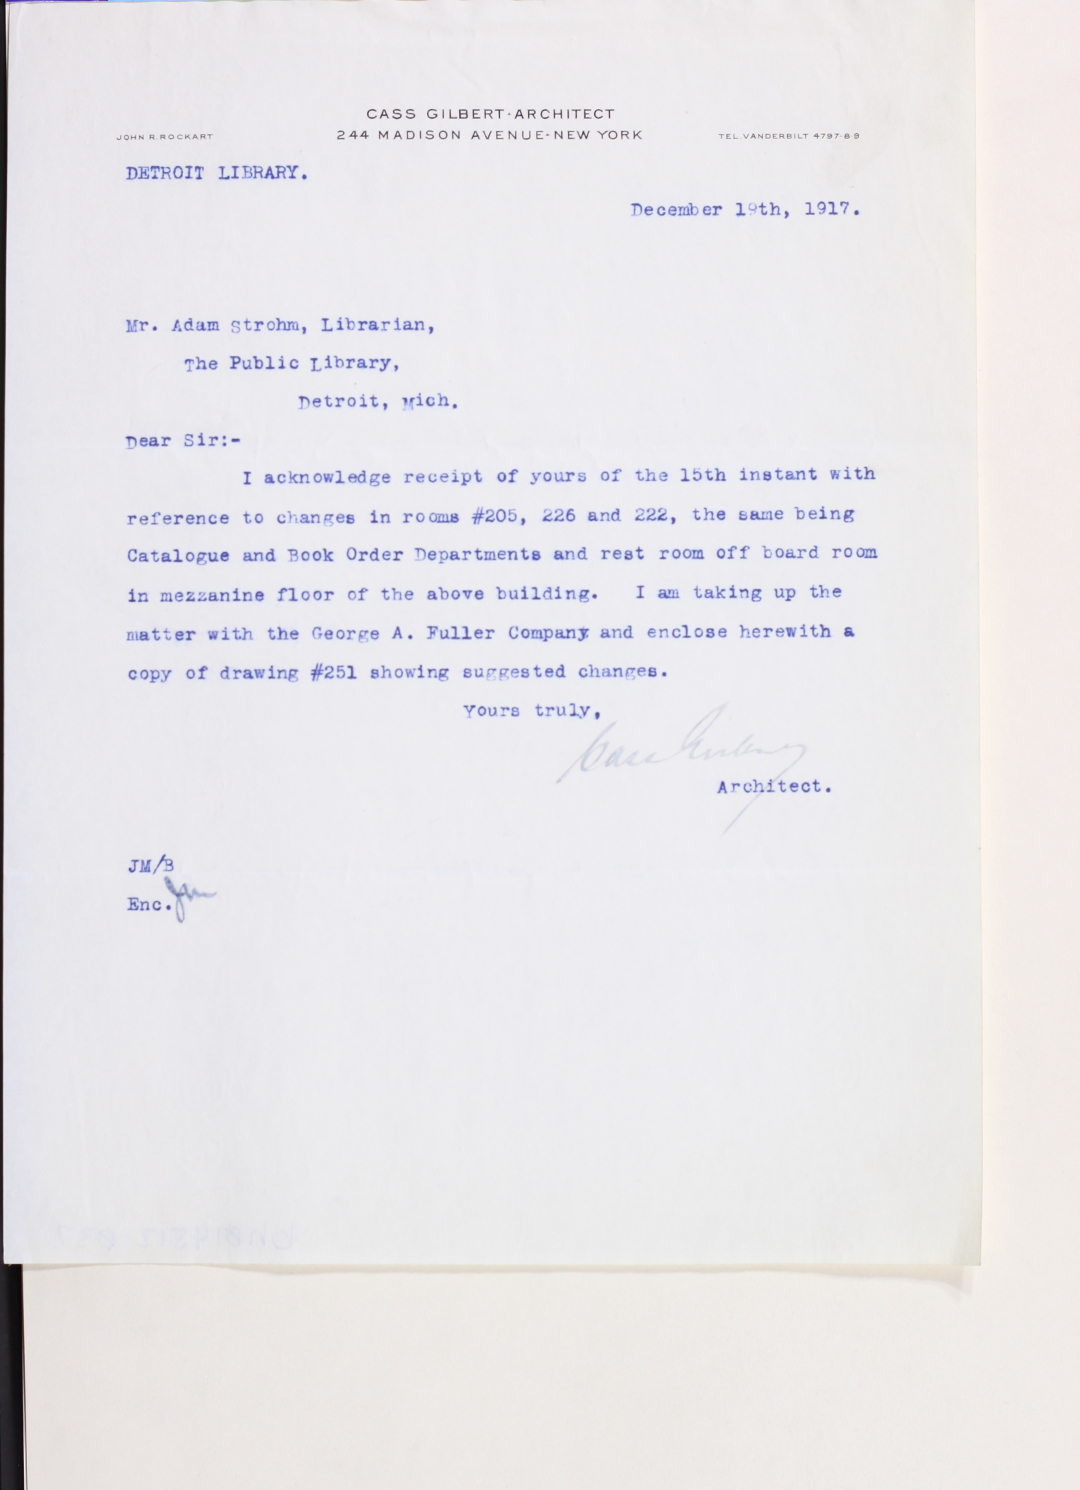 CASS GILBERT·ARCHITECT
JOHN R. ROCKART 244 MADISON AVENUE·NEW YORK TEL. VANDERBILT 4797·8·9
DETROIT LIBRARY.
December 19th, 1917.
Mr. Adam Strohm, Librarian,
The Public Library,
Detroit, Mich.
Dear Sir:-
I acknowledge receipt of yours of the 15th instant with
reference to changes in rooms #205, 226 and 222, the same being
Catalogue and Book Order Departments and rest room off board room
in mezzanine floor of the above building. I am taking up the
matter with the George A. Fuller Company and enclose herewith a
copy of drawing #251 showing suggested changes.
Yours truly,
Cass Gilbert
Architect.
JM/B
Enc.